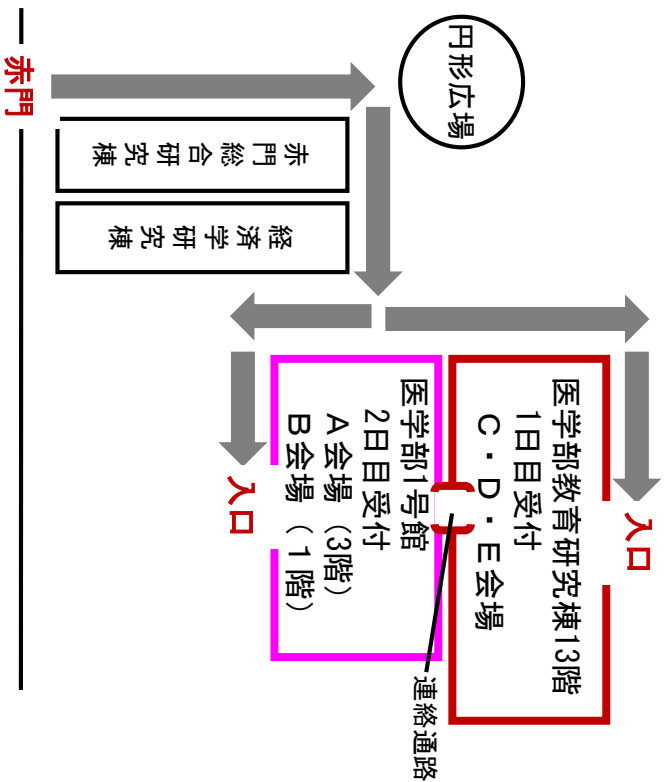 赤門
円形広場
赤門総合研究棟
経済学研究棟
入口
医学部教育研究棟13階
1日目受付
C・D・E会場
医学部1号館
2日目受付
A会場（3階）
B会場（1階）
入口
連絡通路